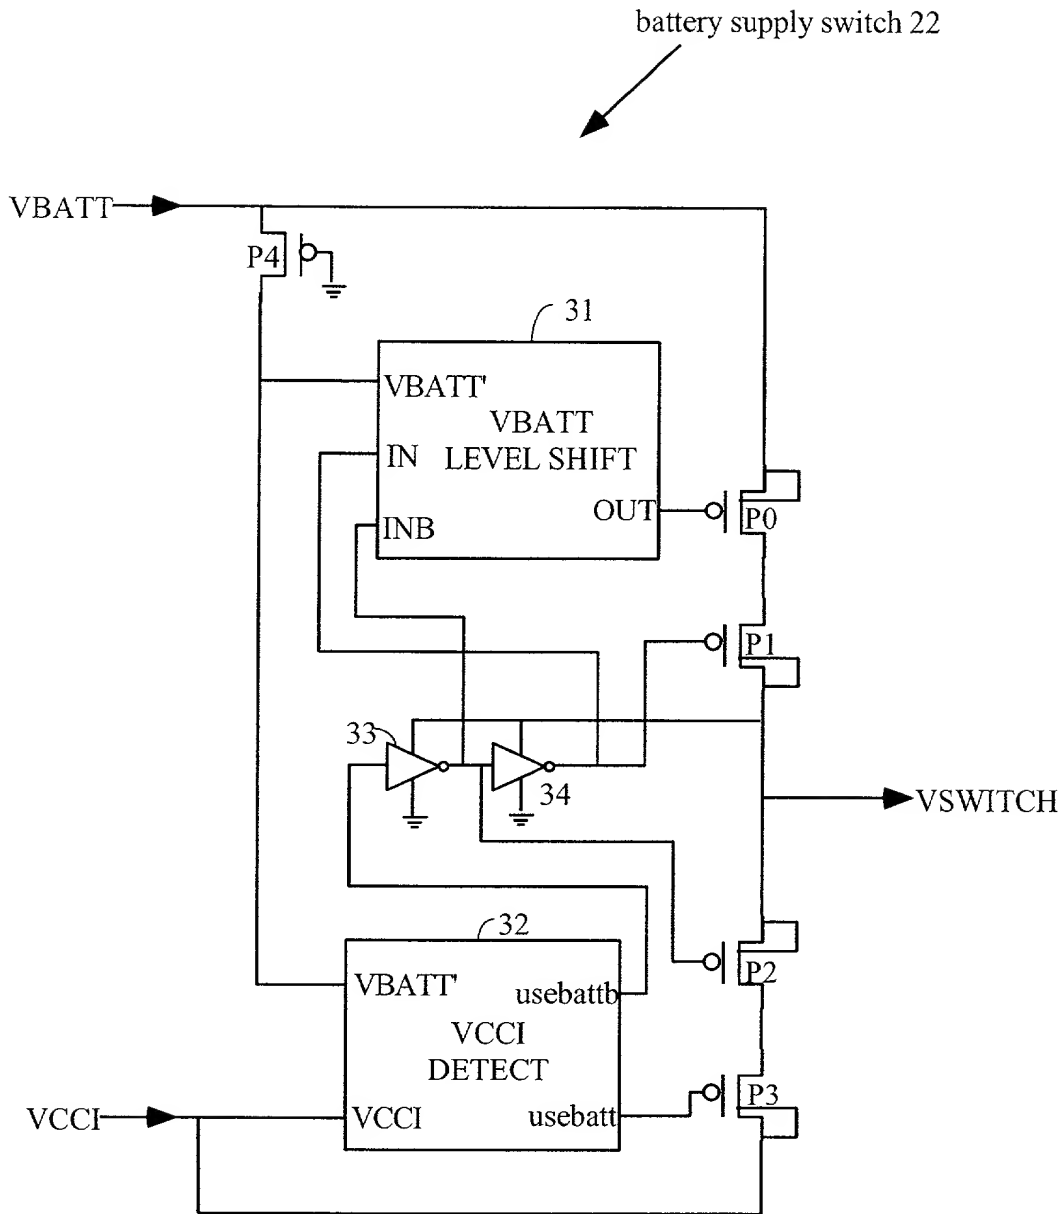 battery supply switch 22
VBATT
P4
31
VBATT'
VBATT
LEVEL SHIFT
IN
OUT
INB
P0
P1
33
34
VSWITCH
32
VBATT'
usebattb
P2
VCCI
DETECT
VCCI
VCCI
usebatt
P3